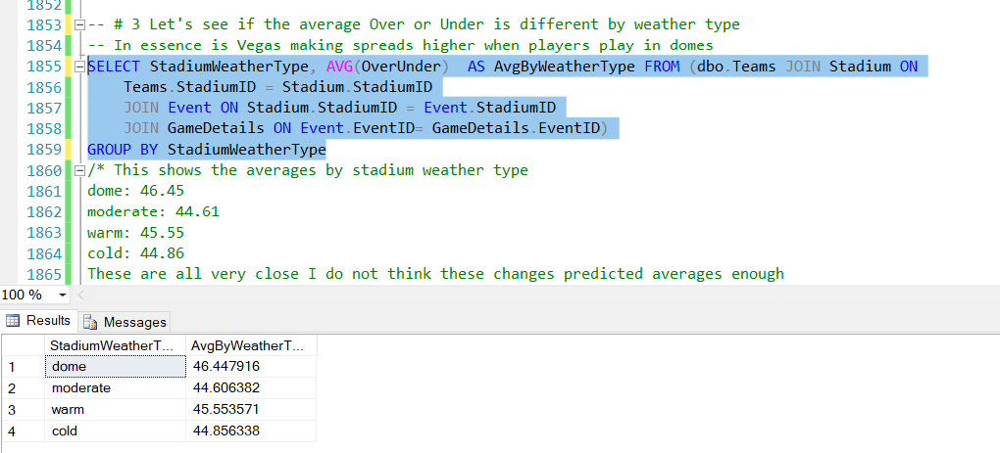 1852
1853 -- # 3 Let's see if the average Over or Under is different by weather type
1854 -- In essence is Vegas making spreads higher when players play in domes
1855 SELECT StadiumWeatherType, AVG(OverUnder)  AS AvgByWeatherType FROM (dbo.Teams JOIN Stadium ON
1856 Teams.StadiumID = Stadium.StadiumID
1857 JOIN Event ON Stadium.StadiumID = Event.StadiumID
1858 JOIN GameDetails ON Event.EventID= GameDetails.EventID)
1859 GROUP BY StadiumWeatherType
1860 /* This shows the averages by stadium weather type
1861 dome: 46.45
1862 moderate: 44.61
1863 warm: 45.55
1864 cold: 44.86
1865 These are all very close I do not think these changes predicted averages enough
100 %
Results Messages
StadiumWeatherT... AvgByWeatherT...
1 dome 46.447916
2 moderate 44.606382
3 warm 45.553571
4 cold 44.856338